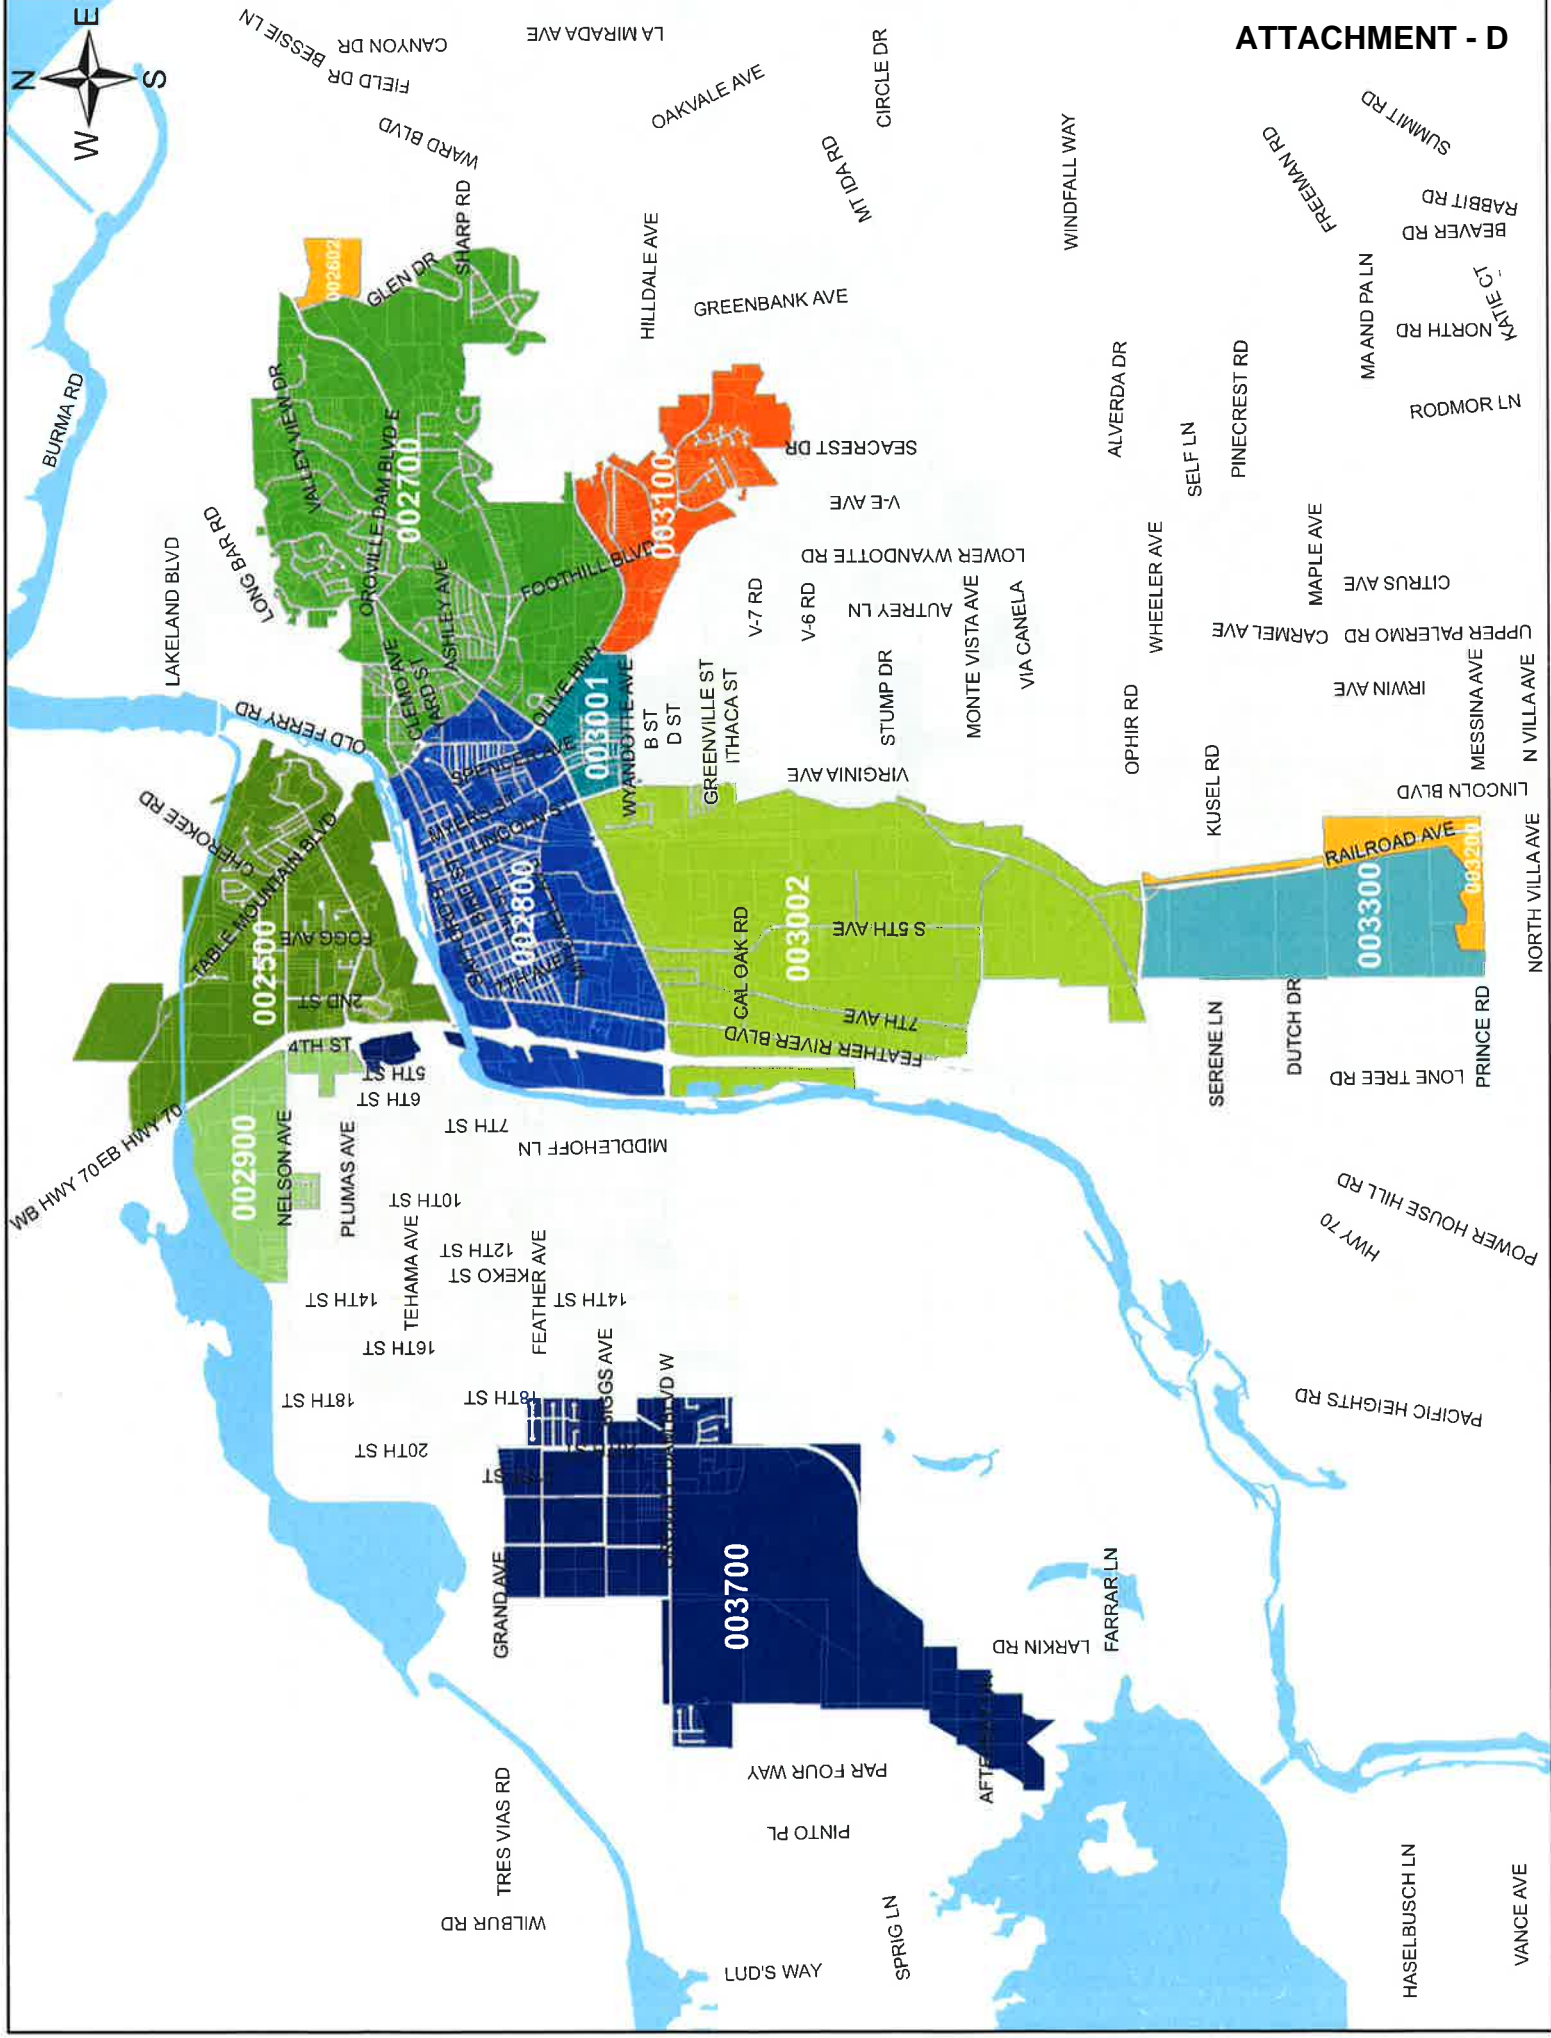 ATTACHMENT - D
N
E
S
W
BESSIE LN
CANYON DR
FIELD DR
WARD BLVD
LA MIRADA AVE
OAKVALE AVE
CIRCLE DR
MT IDA RD
WINDFALL WAY
SUMMIT RD
FREEMAN RD
RABBIT RD
BEAVER RD
KATIE CT
NORTH RD
MA AND PA LN
RODMOR LN
SHARP RD
GLEN DR
002602
HILLDALE AVE
GREENBANK AVE
BURMA RD
VALLEY VIEW DR
OROVILLE DAM BLVD E
002700
SEACREST DR
003100
V-E AVE
ALVERDA DR
SELF LN
PINECREST RD
LAKELAND BLVD
LONG BAR RD
ASHLEY AVE
FOOTHILL BLVD
LOWER WYANDOTTE RD
V-7 RD
V-6 RD
AUTREY LN
MONTE VISTA AVE
VIA CANELA
WHEELER AVE
MAPLE AVE
CITRUS AVE
CARMEL AVE
UPPER PALERMO RD
IRWIN AVE
MESSINA AVE
N VILLA AVE
OLD FERRY RD
CLEMO AVE
ARD ST
OLIVE HWY
003001
WYANDOTTE AVE
B ST
D ST
GREENVILLE ST
ITHACA ST
STUMP DR
VIRGINIA AVE
OPHIR RD
KUSEL RD
LINCOLN BLVD
SPENCER AVE
MYERS ST
LINCOLN ST
CHEROKEE RD
TABLE MOUNTAIN BLVD
FOGG AVE
002500
2ND ST
4TH ST
5TH ST
6TH ST
002800
CAL OAK RD
003002
S 5TH AVE
7TH AVE
FEATHER RIVER BLVD
RAILROAD AVE
003200
003300
NORTH VILLA AVE
SERENE LN
DUTCH DR
LONE TREE RD
PRINCE RD
WB HWY 70
EB HWY 70
002900
NELSON AVE
PLUMAS AVE
7TH ST
MIDDLEHOFF LN
10TH ST
TEHAMA AVE
12TH ST
KEKO ST
FEATHER AVE
14TH ST
14TH ST
16TH ST
18TH ST
18TH ST
20TH ST
BIGGS AVE
POWER HOUSE HILL RD
HWY 70
PACIFIC HEIGHTS RD
GRAND AVE
003700
LARKIN RD
FARRAR LN
TRES VIAS RD
PAR FOUR WAY
PINTO PL
WILBUR RD
LUD'S WAY
SPRIG LN
HASELBUSCH LN
VANCE AVE